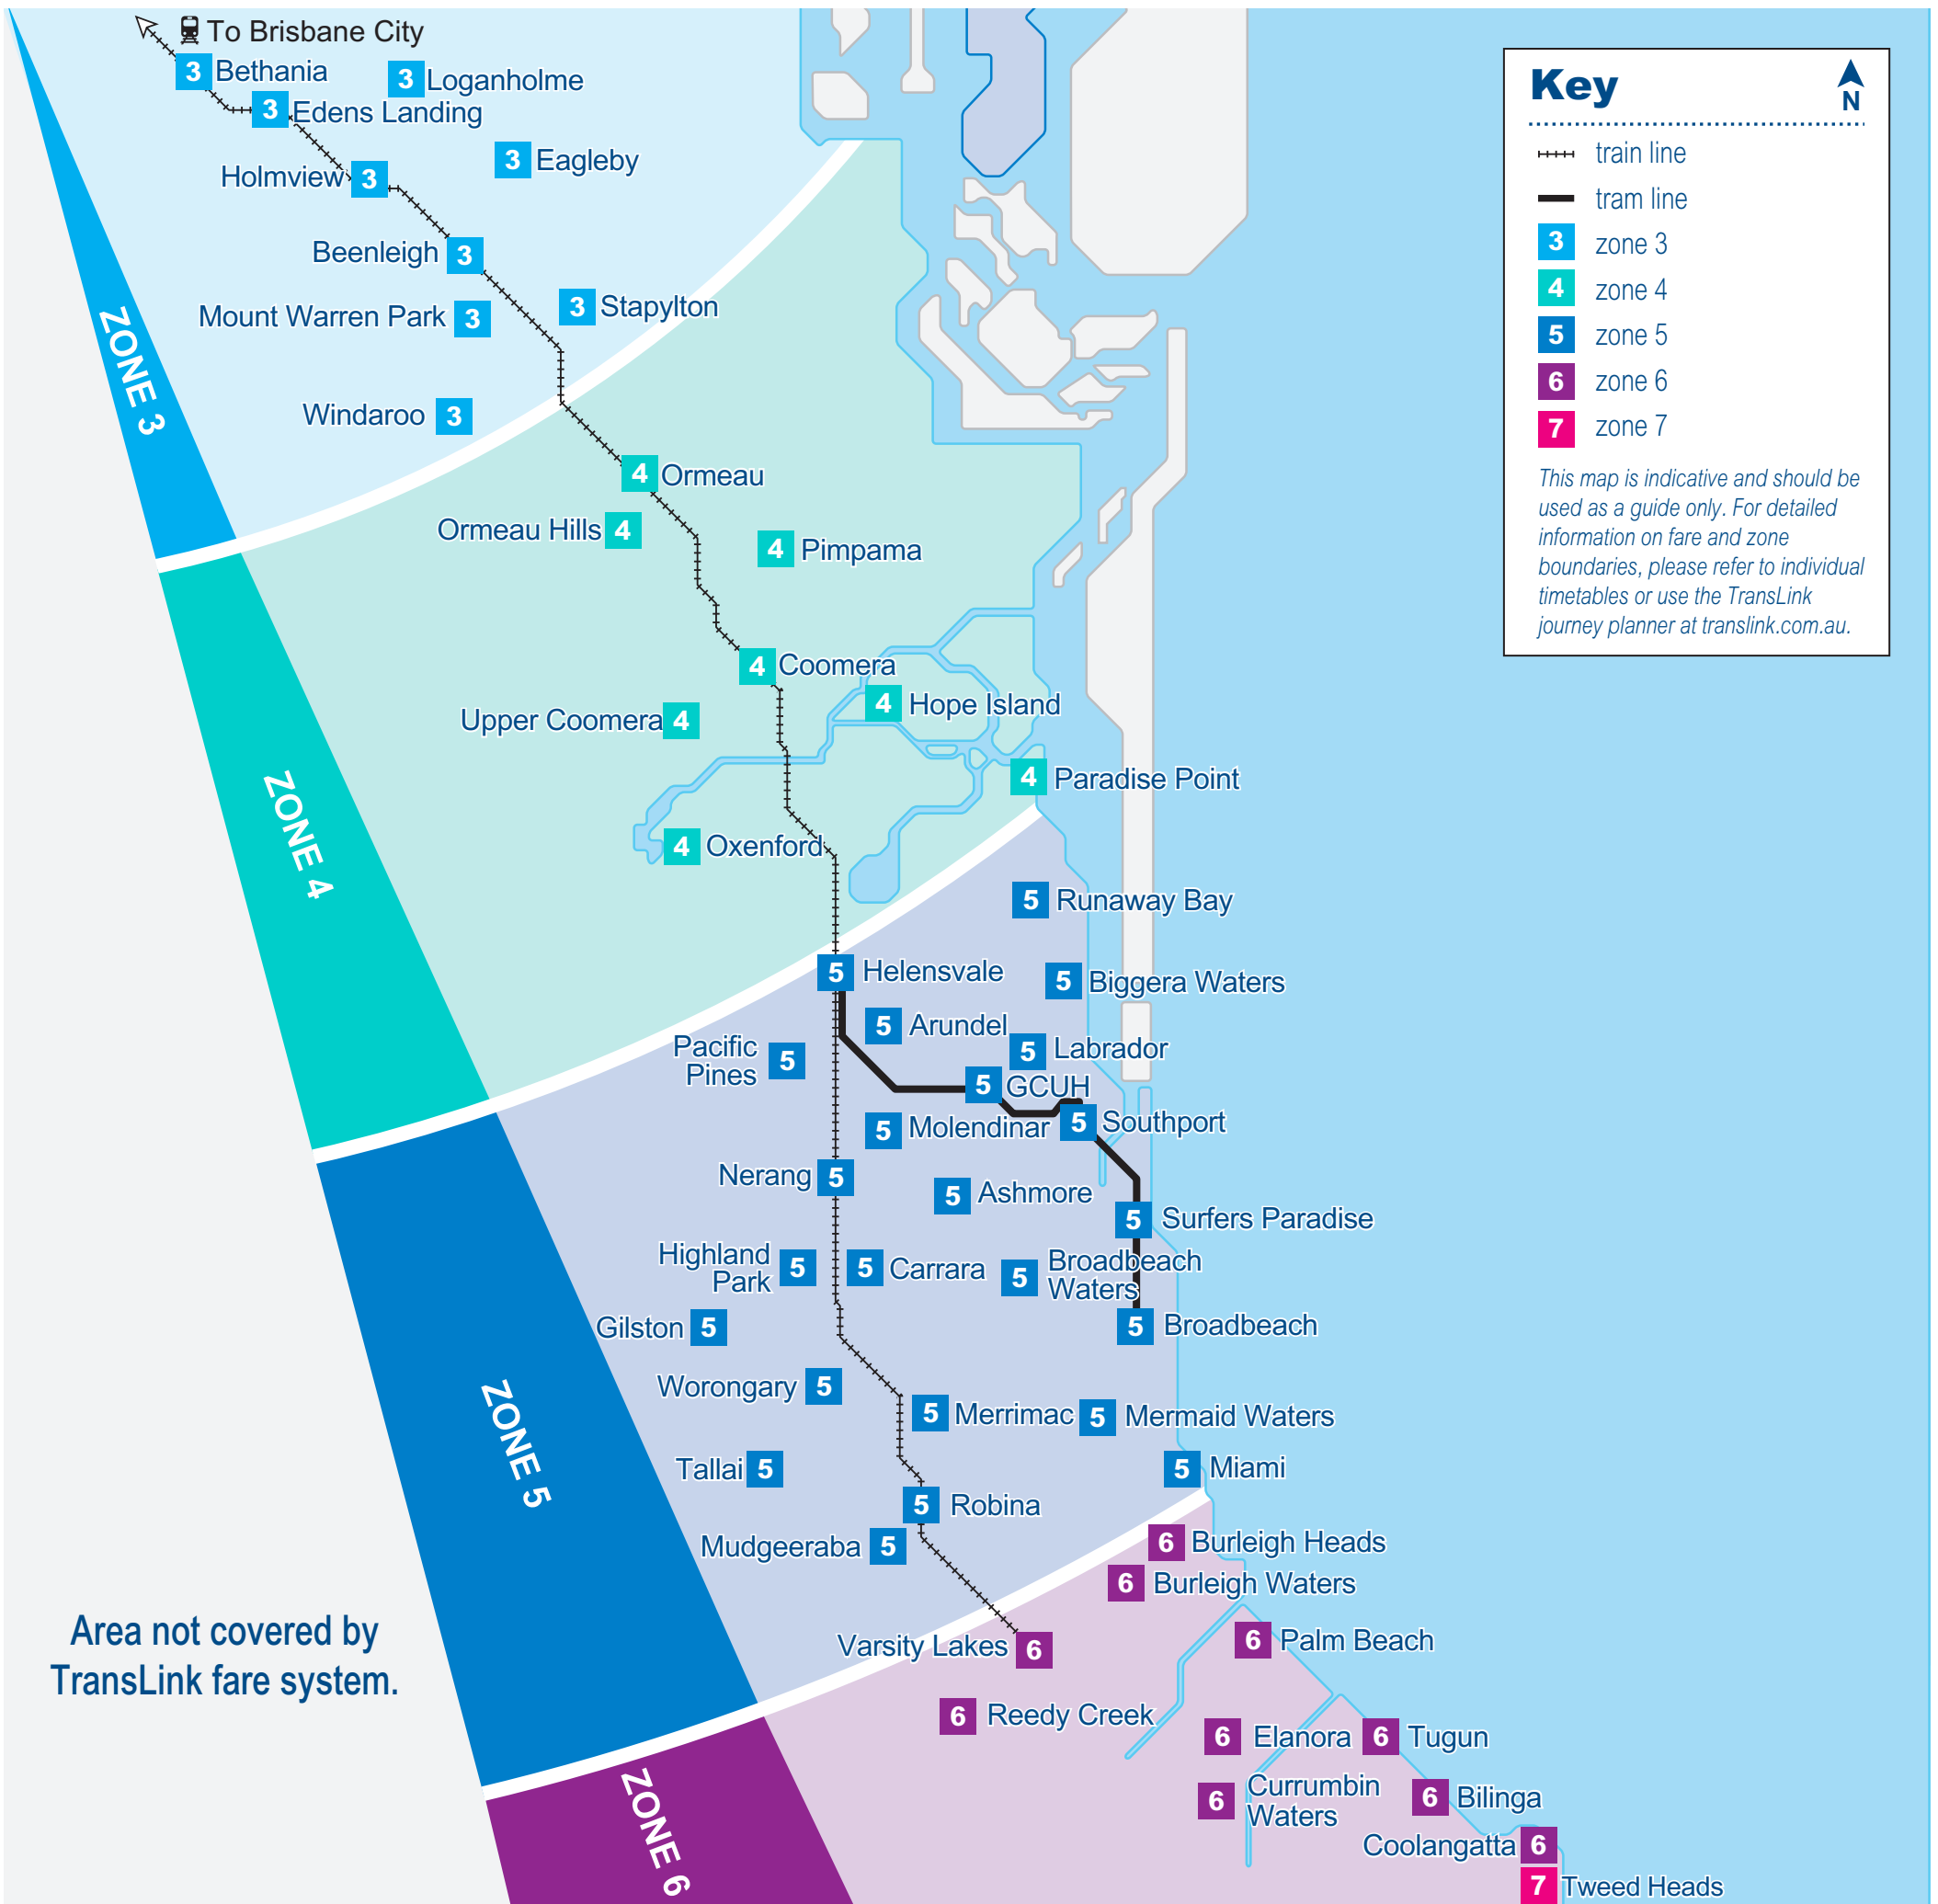 To Brisbane City
3 Bethania
3 Loganholme
3 Edens Landing
3 Eagleby
Holmview 3
Beenleigh 3
3 Stapylton
Mount Warren Park 3
Windaroo 3
ZONE 3
4 Ormeau
Ormeau Hills 4
4 Pimpama
4 Coomera
4 Hope Island
Upper Coomera 4
4 Paradise Point
4 Oxenford
ZONE 4
5 Runaway Bay
5 Helensvale
5 Biggera Waters
5 Arundel
5 Labrador
Pacific
Pines 5
5 GCUH
5 Southport
5 Molendinar
Nerang 5
5 Ashmore
5 Surfers Paradise
Highland
Park 5
5 Carrara
5 Broadbeach
Waters
Gilston 5
5 Broadbeach
Worongary 5
5 Merrimac
5 Mermaid Waters
Tallai 5
5 Miami
5 Robina
Mudgeeraba 5
ZONE 5
6 Burleigh Heads
6 Burleigh Waters
Varsity Lakes 6
6 Palm Beach
6 Reedy Creek
6 Elanora
6 Tugun
6 Currumbin
Waters
6 Bilinga
Coolangatta 6
7 Tweed Heads
ZONE 6
Area not covered by
TransLink fare system.
Key
N
train line
tram line
3 zone 3
4 zone 4
5 zone 5
6 zone 6
7 zone 7
This map is indicative and should be
used as a guide only. For detailed
information on fare and zone
boundaries, please refer to individual
timetables or use the TransLink
journey planner at translink.com.au.